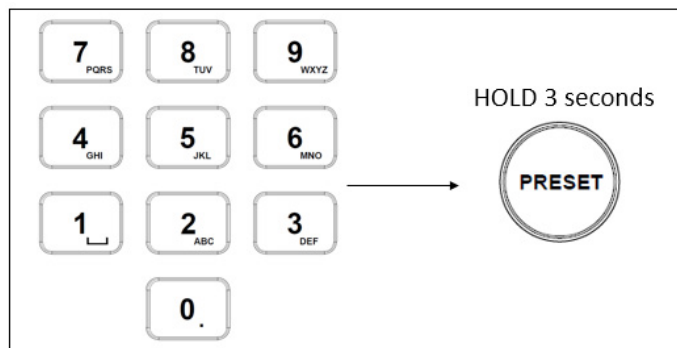 7 PQRS 8 TUV 9 WXYZ
HOLD 3 seconds
4 GHI 5 JKL 6 MNO
PRESET
1 2 ABC 3 DEF
0 .